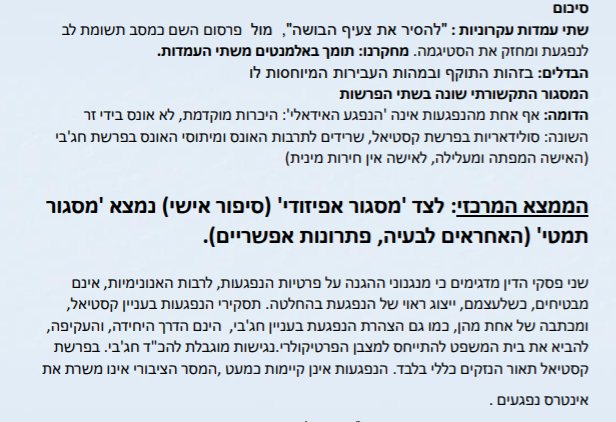 סיכום
שתי עמדות עקרוניות : "להסיר את צעיף הבושה", מול פרסום השם כמסב תשומת לב
לנפגעת ומחזק את הסטיגמה. מחקרנו: תומך באלמנטים משתי העמדות.
הבדלים: בזהות התוקף ובמהות העבירות המיוחסות לו
המסגור התקשורתי שונה בשתי הפרשות
הדומה: אף אחת מהנפגעות אינה 'הנפגע האידאלי': היכרות מוקדמת, לא אונס בידי זר
השונה: סולידאריות בפרשת קסטיאל, שרידים לתרבות האונס ומיתוסי האונס בפרשת חג'בי
(האישה המפתה ומעלילה, לאישה אין חירות מינית)
הממצא המרכזי: לצד 'מסגור אפיזודי' (סיפור אישי) נמצא 'מסגור
תמטי' (האחראים לבעיה, פתרונות אפשריים).
שני פסקי הדין מדגימים כי מנגנוני ההגנה על פרטיות הנפגעות, לרבות האנונימיות, אינם
מבטיחים, כשלעצמם, ייצוג ראוי של הנפגעת בהחלטה. תסקירי הנפגעות בעניין קסטיאל,
ומכתבה של אחת מהן, כמו גם הצהרת הנפגעת בעניין חג'בי, הינם הדרך היחידה, והעקיפה,
להביא את בית המשפט להתייחס למצבן הפרטיקולרי.נגישות מוגבלת להכ"ד חג'בי. בפרשת
קסטיאל תאור הנזקים כללי בלבד. הנפגעות אינן קיימות כמעט ,המסר הציבורי אינו משרת את
אינטרס נפגעים .